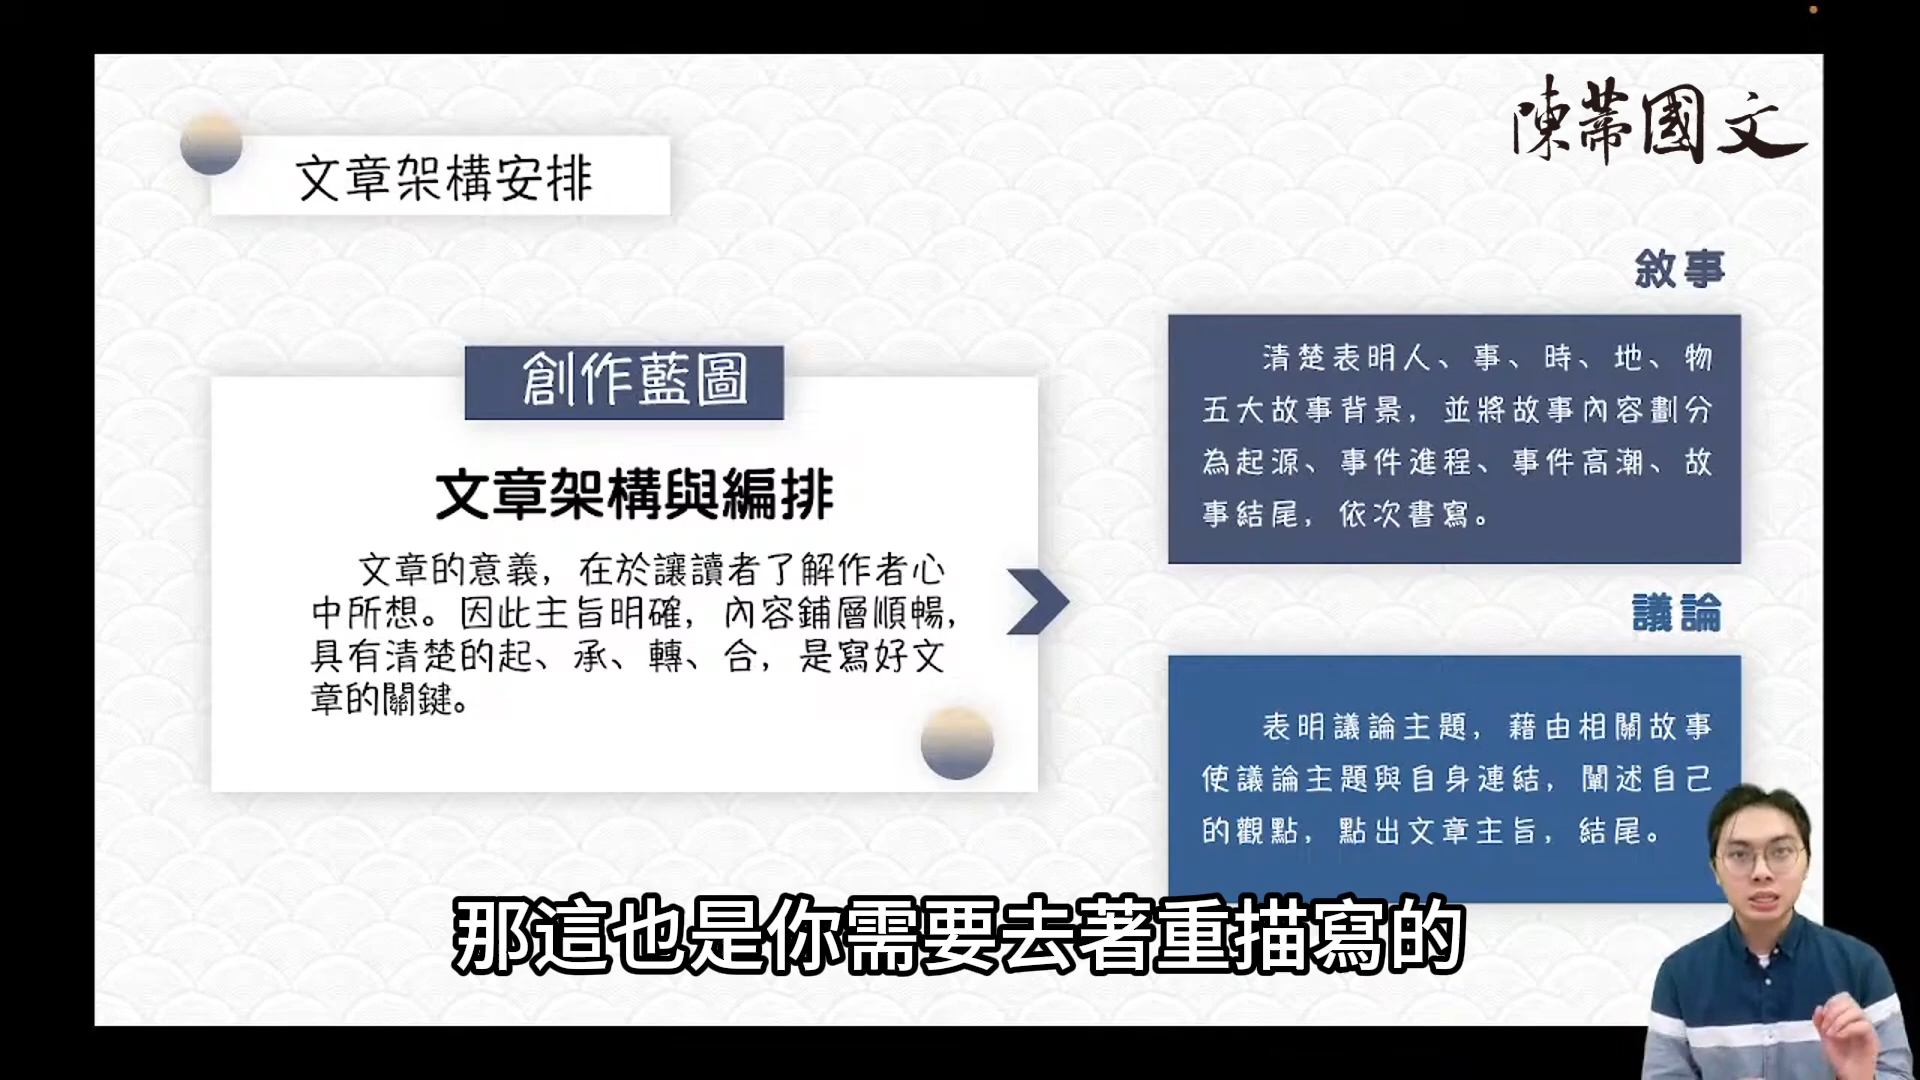 陳蒂國文
文章架構安排
創作藍圖
文章架構與編排
文章的意義，在於讓讀者了解作者心
中所想。因此主旨明確，內容鋪層順暢，
具有清楚的起、承、轉、合，是寫好文
章的關鍵。
敘事
清楚表明人、事、時、地、物
五大故事背景，並將故事內容劃分
為起源、事件進程、事件高潮、故
事結尾，依次書寫。
議論
表明議論主題，藉由相關故事
使議論主題與自身連結，闡述自己
的觀點，點出文章主旨，結尾。
那這也是你需要去著重描寫的